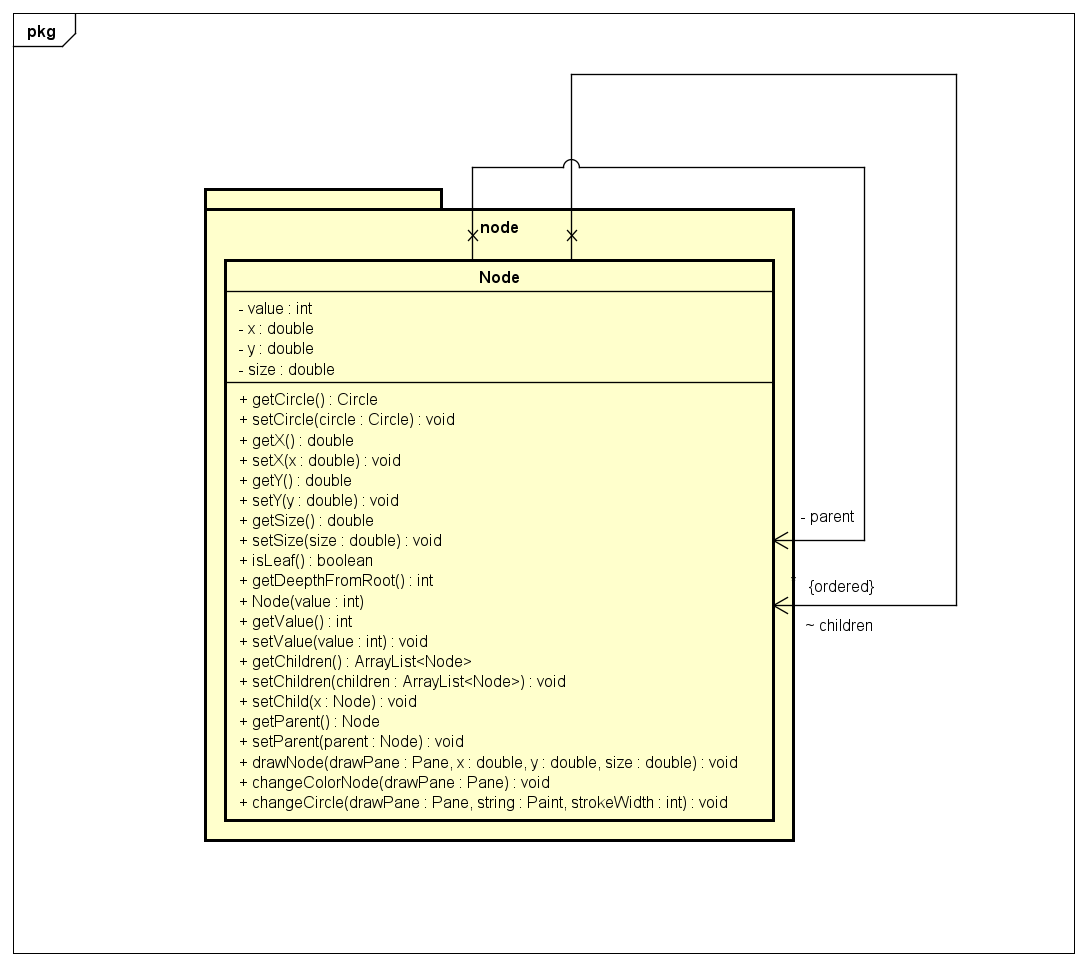 pkg
node
Node
- value : int
- x : double
- y : double
- size : double
+ getCircle() : Circle
+ setCircle(circle : Circle) : void
+ getX() : double
+ setX(x : double) : void
+ getY() : double
+ setY(y : double) : void
+ getSize() : double
+ setSize(size : double) : void
+ isLeaf() : boolean
+ getDeepthFromRoot() : int
+ Node(value : int)
+ getValue() : int
+ setValue(value : int) : void
+ getChildren() : ArrayList<Node>
+ setChildren(children : ArrayList<Node>) : void
+ setChild(x : Node) : void
+ getParent() : Node
+ setParent(parent : Node) : void
+ drawNode(drawPane : Pane, x : double, y : double, size : double) : void
+ changeColorNode(drawPane : Pane) : void
+ changeCircle(drawPane : Pane, string : Paint, strokeWidth : int) : void
- parent
* {ordered}
~ children